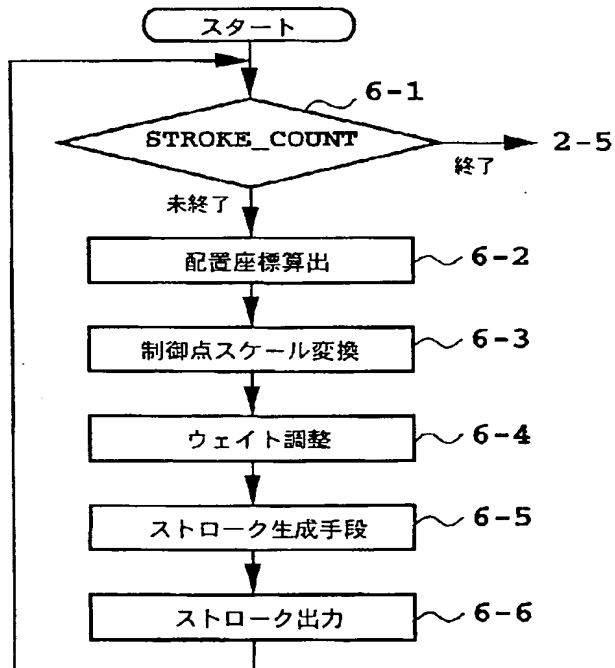 スタート
6-1
STROKE_COUNT
2-5
終了
未終了
配置座標算出
6-2
制御点スケール変換
6-3
ウェイト調整
6-4
ストローク生成手段
6-5
ストローク出力
6-6